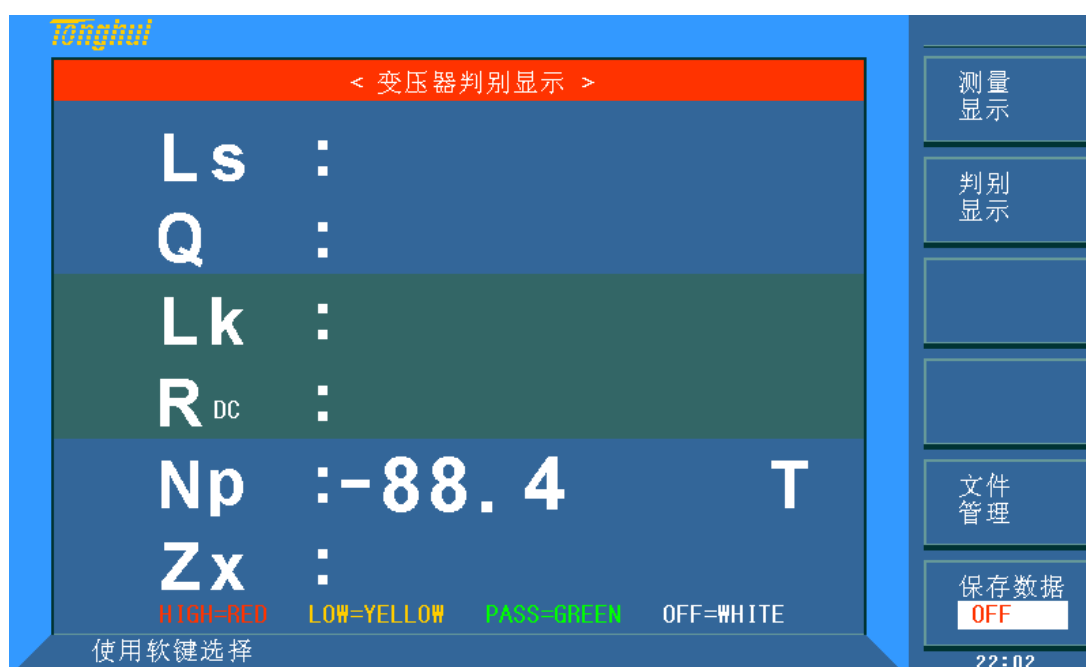 Tonghui
< 变压器判别显示 >
Ls :
Q :
Lk :
RDC :
Np :-88.4 T
Zx :
HIGH=RED LOW=YELLOW PASS=GREEN OFF=WHITE
使用软键选择
测量
显示
判别
显示
文件
管理
保存数据
OFF
22:02